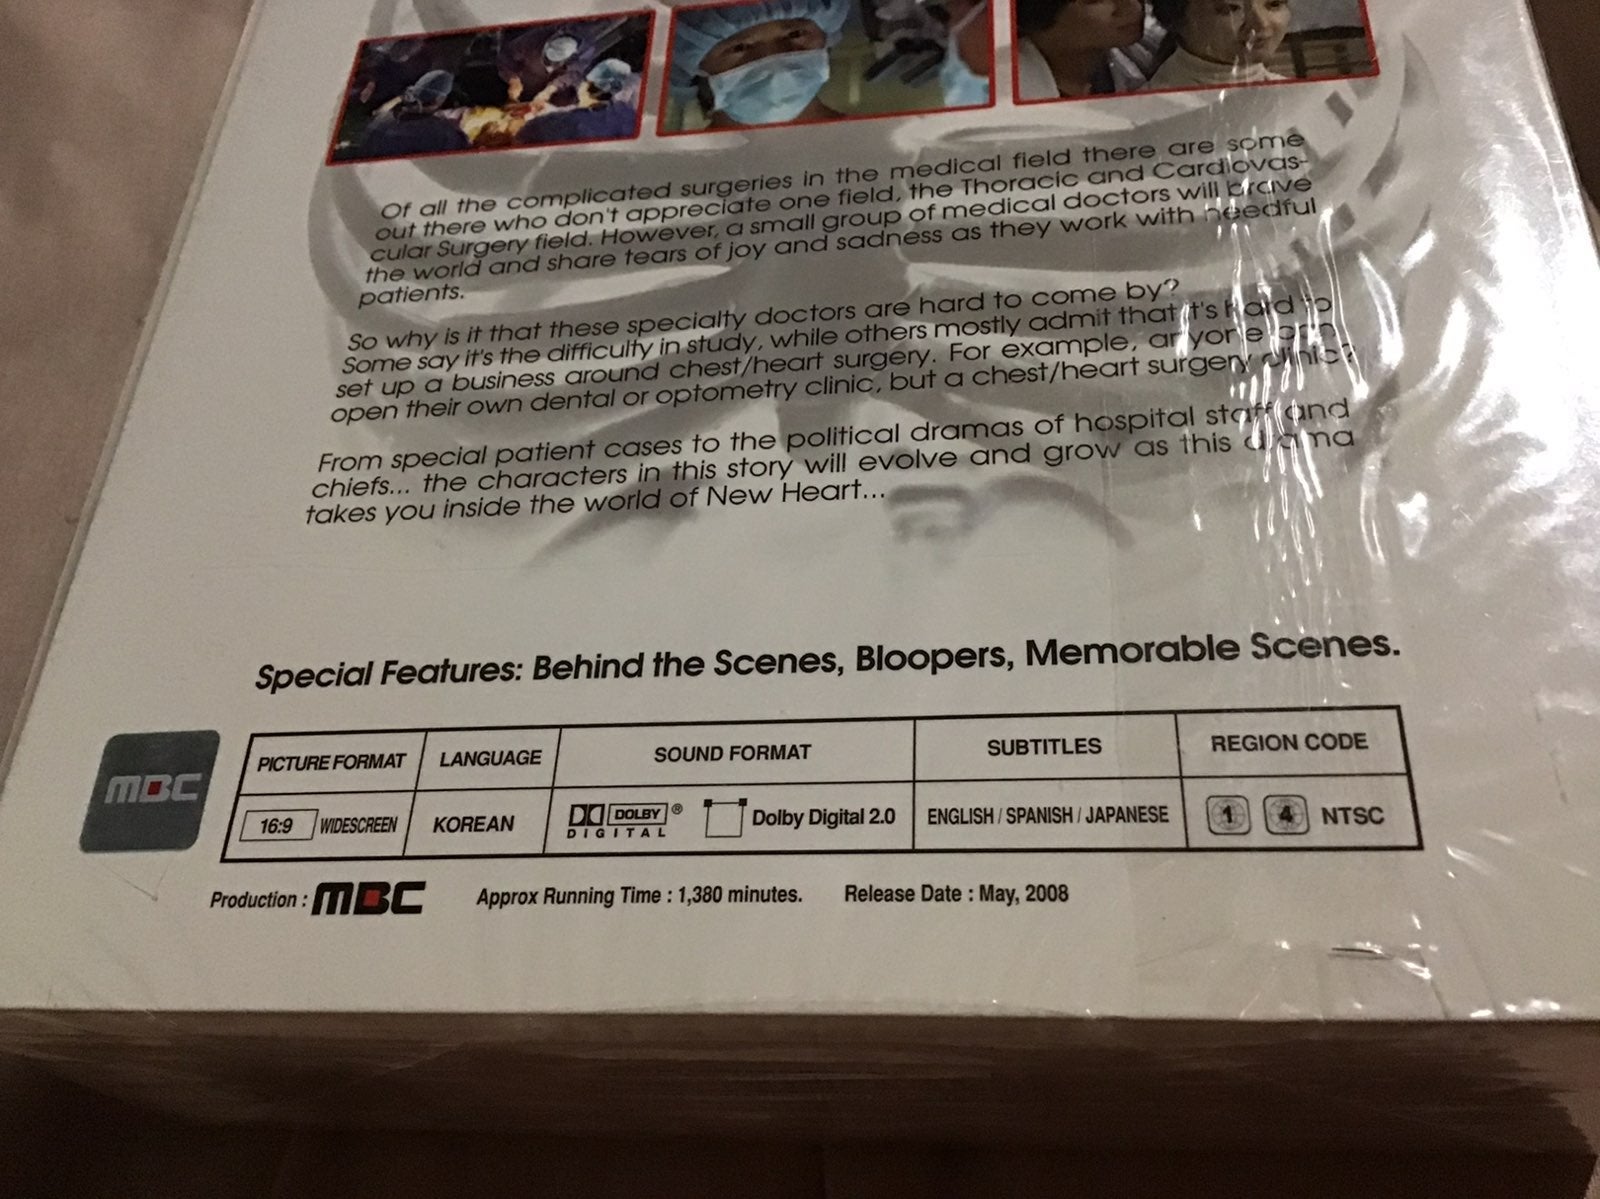 Of all the complicated surgeries in the medical field there are some
out there who don't appreciate one field, the Thoracic and Cardiovas-
cular Surgery field. However, a small group of medical doctors will brave
the world and share tears of joy and sadness as they work with needful
patients.
So why is it that these specialty doctors are hard to come by?
Some say it's the difficulty in study, while others mostly admit that it's hard to
set up a business around chest/heart surgery. For example, anyone can
open their own dental or optometry clinic, but a chest/heart surgery clinic?
From special patient cases to the political dramas of hospital staff and
chiefs... the characters in this story will evolve and grow as this drama
takes you inside the world of New Heart...
Special Features: Behind the Scenes, Bloopers, Memorable Scenes.
MBC
PICTURE FORMAT LANGUAGE SOUND FORMAT SUBTITLES REGION CODE
16:9 WIDESCREEN KOREAN DOLBY® DIGITAL Dolby Digital 2.0 ENGLISH / SPANISH / JAPANESE 1 4 NTSC
Production : MBC Approx Running Time : 1,380 minutes. Release Date : May, 2008